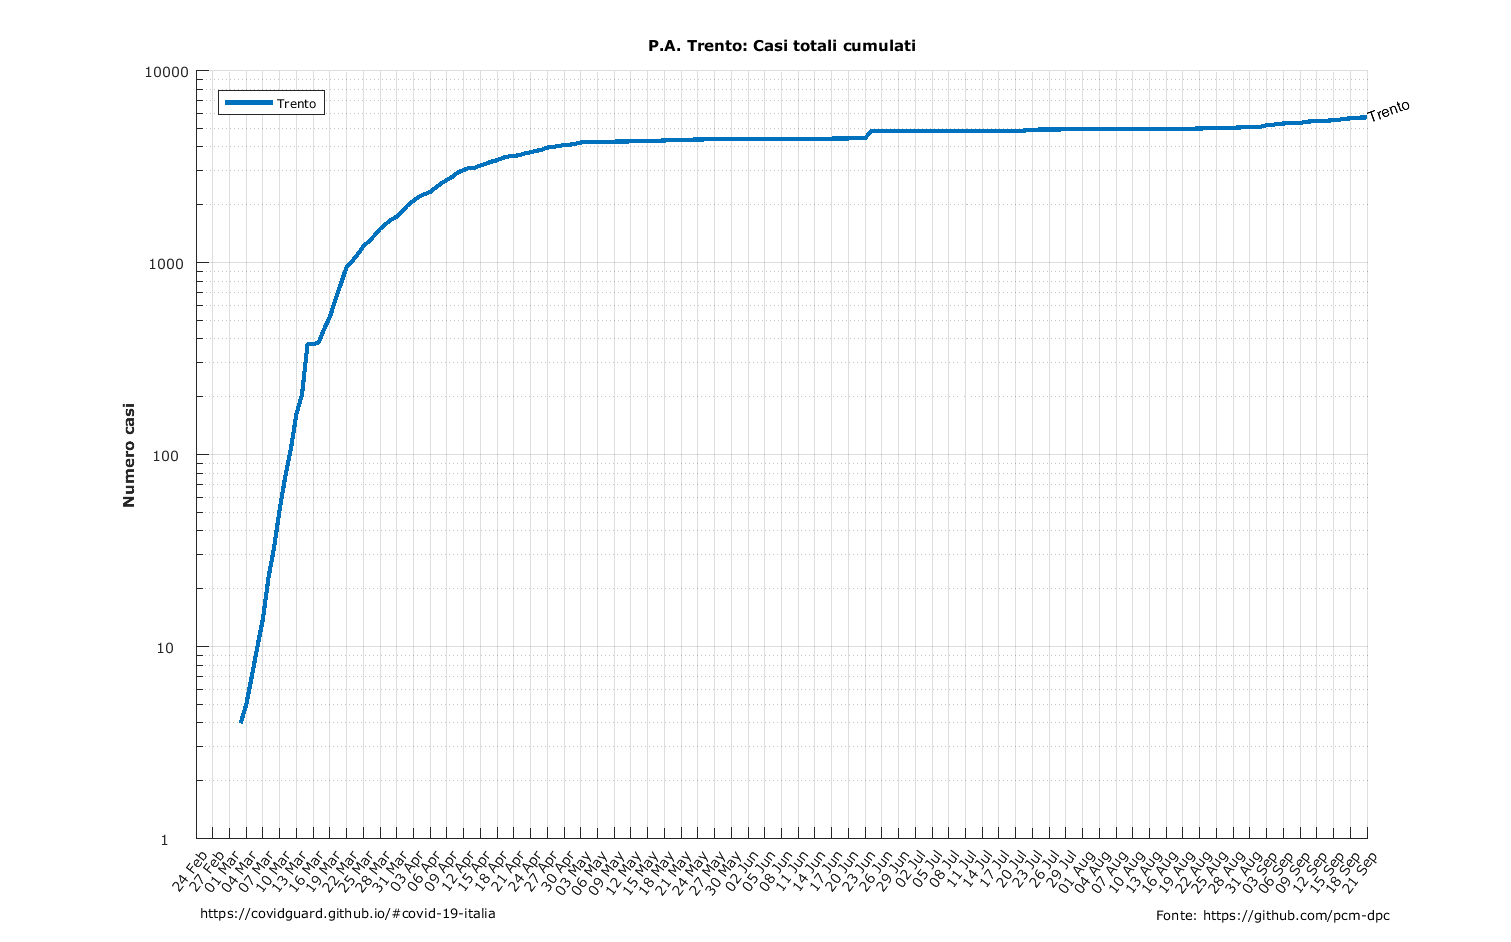 P.A. Trento: Casi totali cumulati
10000
1000
100
10
1
Numero casi
Trento
Trento
24 Feb
27 Feb
01 Mar
04 Mar
07 Mar
10 Mar
13 Mar
16 Mar
19 Mar
22 Mar
25 Mar
28 Mar
31 Mar
03 Apr
06 Apr
09 Apr
12 Apr
15 Apr
18 Apr
21 Apr
24 Apr
27 Apr
30 Apr
03 May
06 May
09 May
12 May
15 May
18 May
21 May
24 May
27 May
30 May
02 Jun
05 Jun
08 Jun
11 Jun
14 Jun
17 Jun
20 Jun
23 Jun
26 Jun
29 Jun
02 Jul
05 Jul
08 Jul
11 Jul
14 Jul
17 Jul
20 Jul
23 Jul
26 Jul
29 Jul
01 Aug
04 Aug
07 Aug
10 Aug
13 Aug
16 Aug
19 Aug
22 Aug
25 Aug
28 Aug
31 Aug
03 Sep
06 Sep
09 Sep
12 Sep
15 Sep
18 Sep
21 Sep
https://covidguard.github.io/#covid-19-italia
Fonte: https://github.com/pcm-dpc